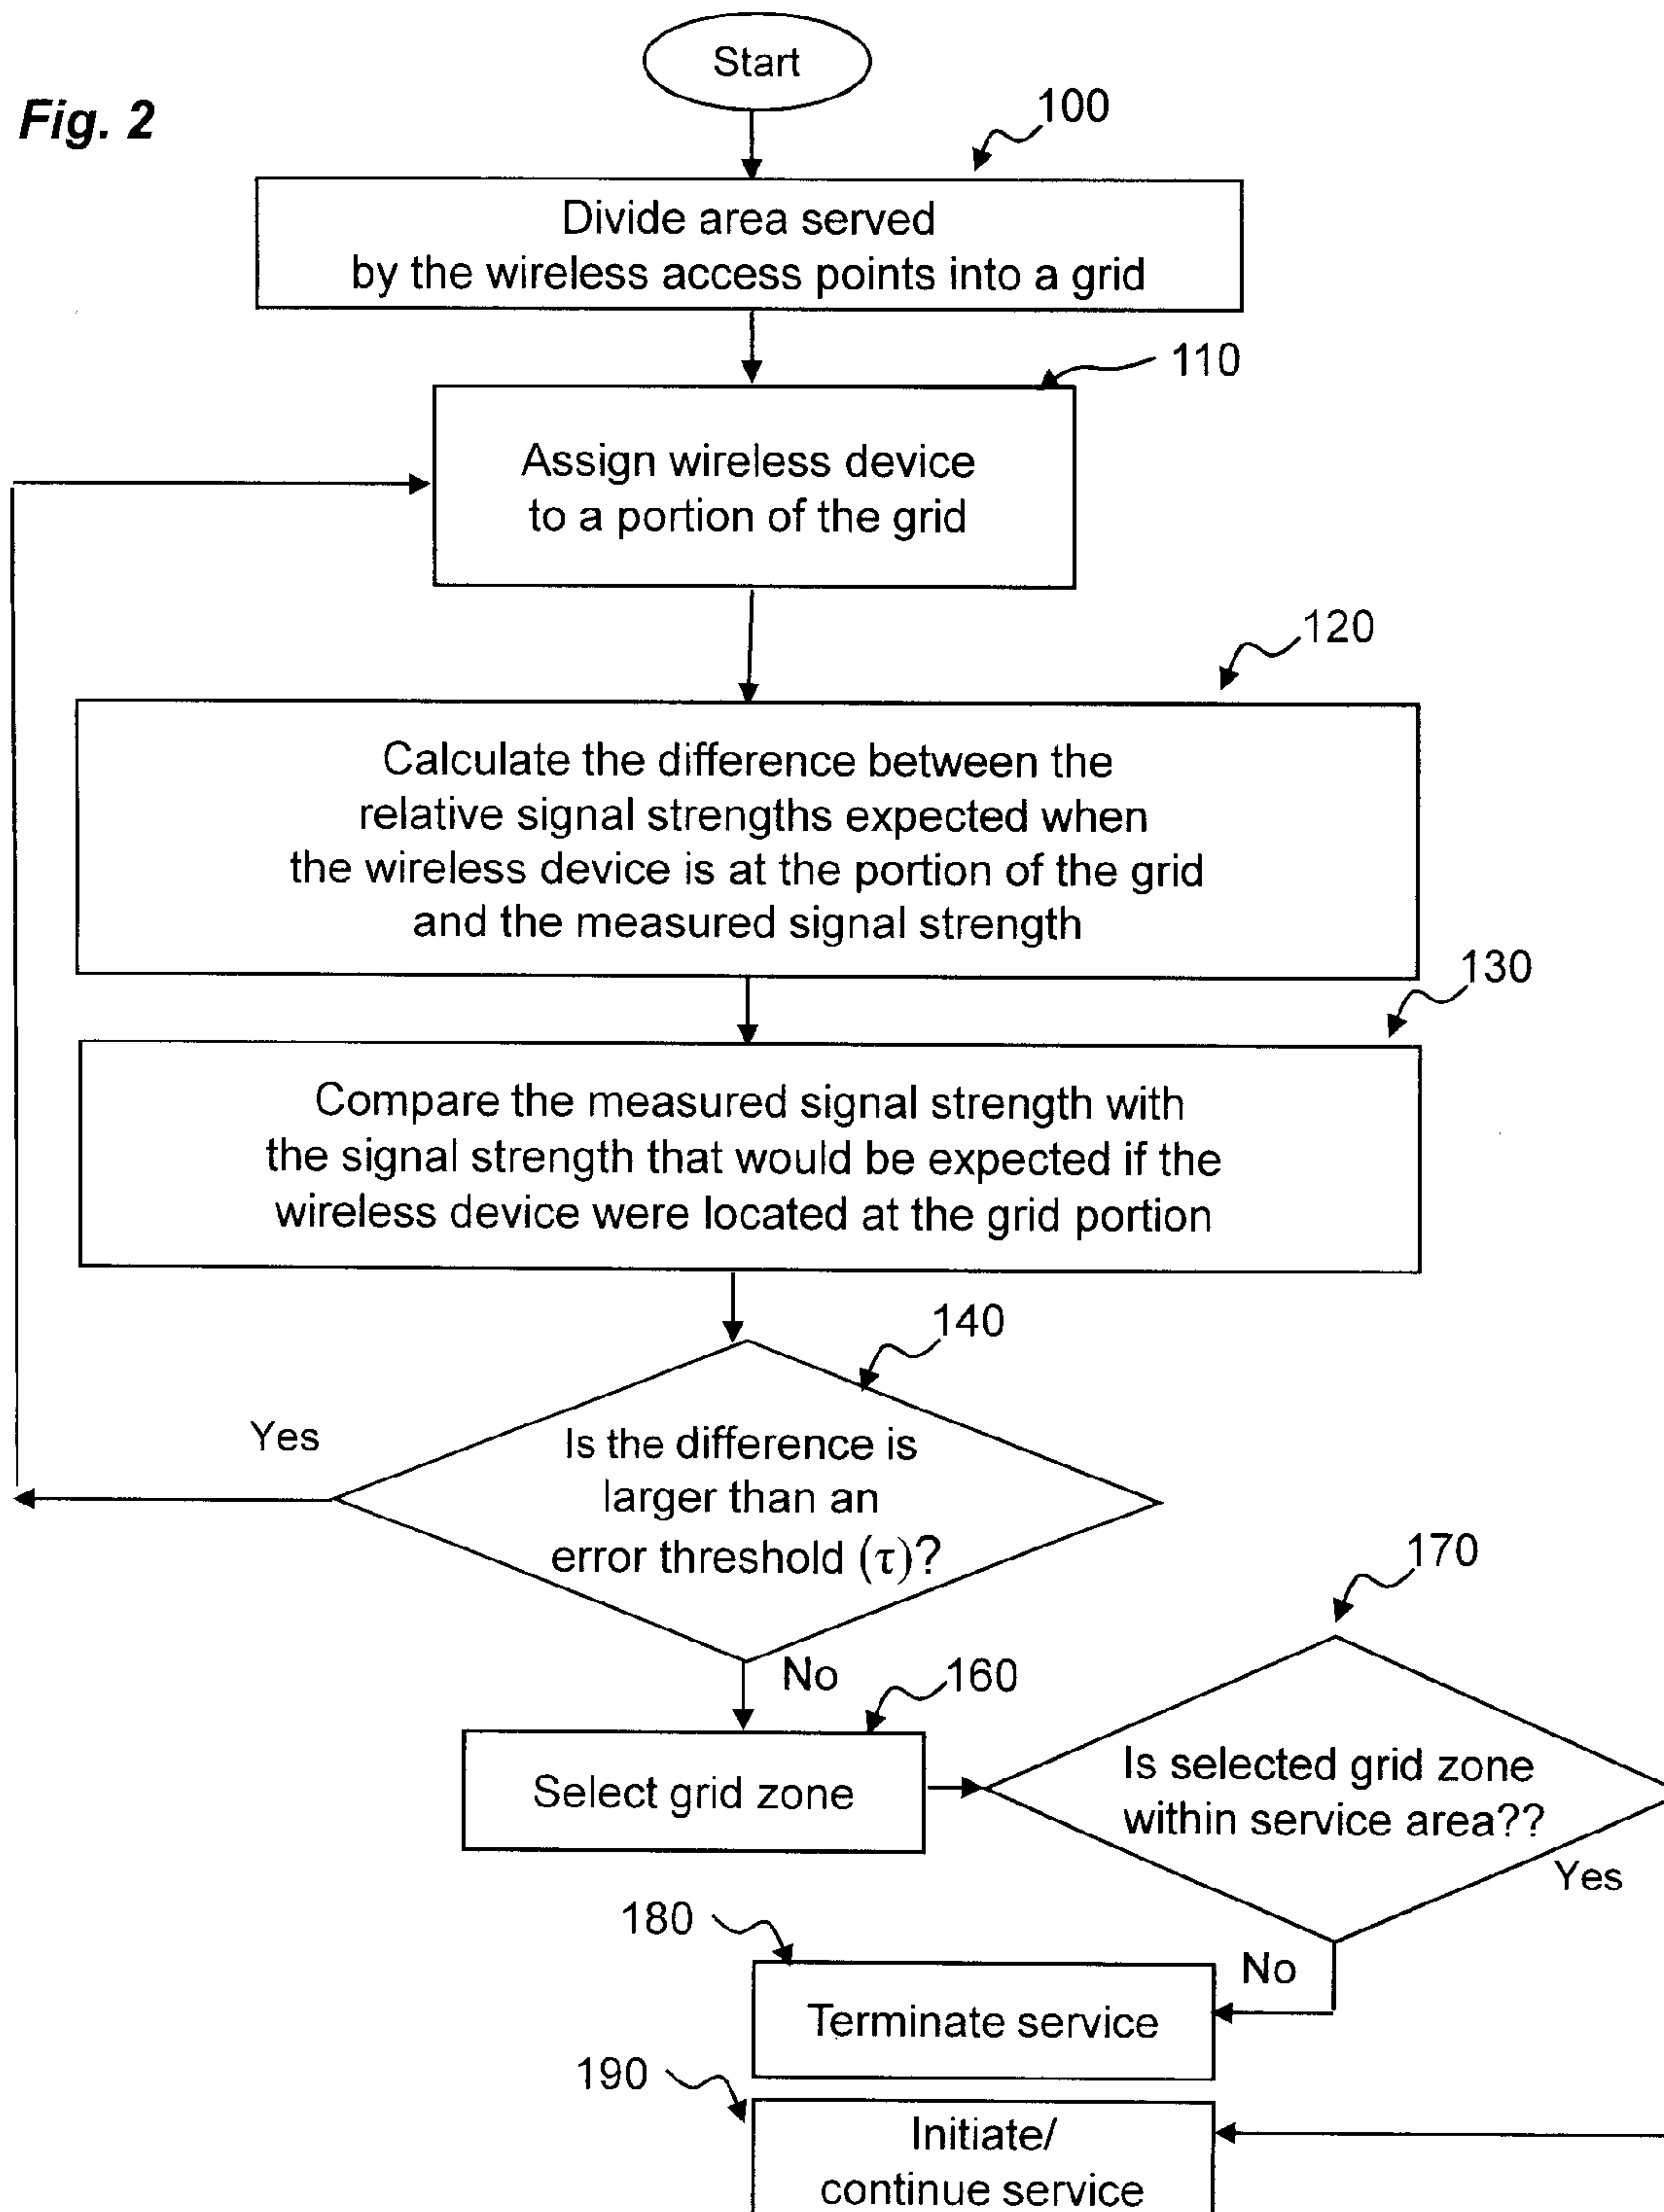 Start
Fig. 2
100
Divide area served
by the wireless access points into a grid
110
Assign wireless device
to a portion of the grid
120
Calculate the difference between the
relative signal strengths expected when
the wireless device is at the portion of the grid
and the measured signal strength
130
Compare the measured signal strength with
the signal strength that would be expected if the
wireless device were located at the grid portion
140
Yes
Is the difference is
larger than an
error threshold (τ)?
170
No
160
Select grid zone
Is selected grid zone
within service area??
Yes
180
No
Terminate service
190
Initiate/
continue service